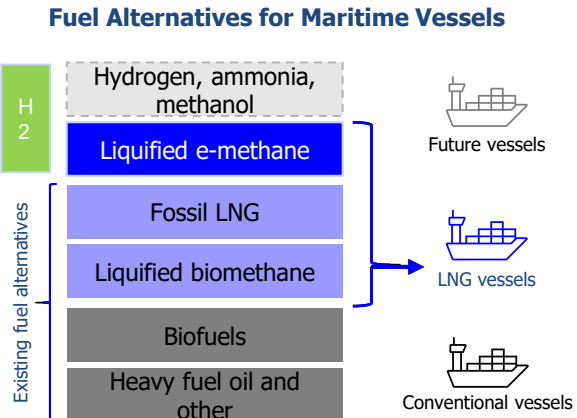 Fuel Alternatives for Maritime Vessels
H
2
Hydrogen, ammonia,
methanol
Liquified e-methane
Fossil LNG
Liquified biomethane
Biofuels
Heavy fuel oil and
other
Existing fuel alternatives
Future vessels
LNG vessels
Conventional vessels